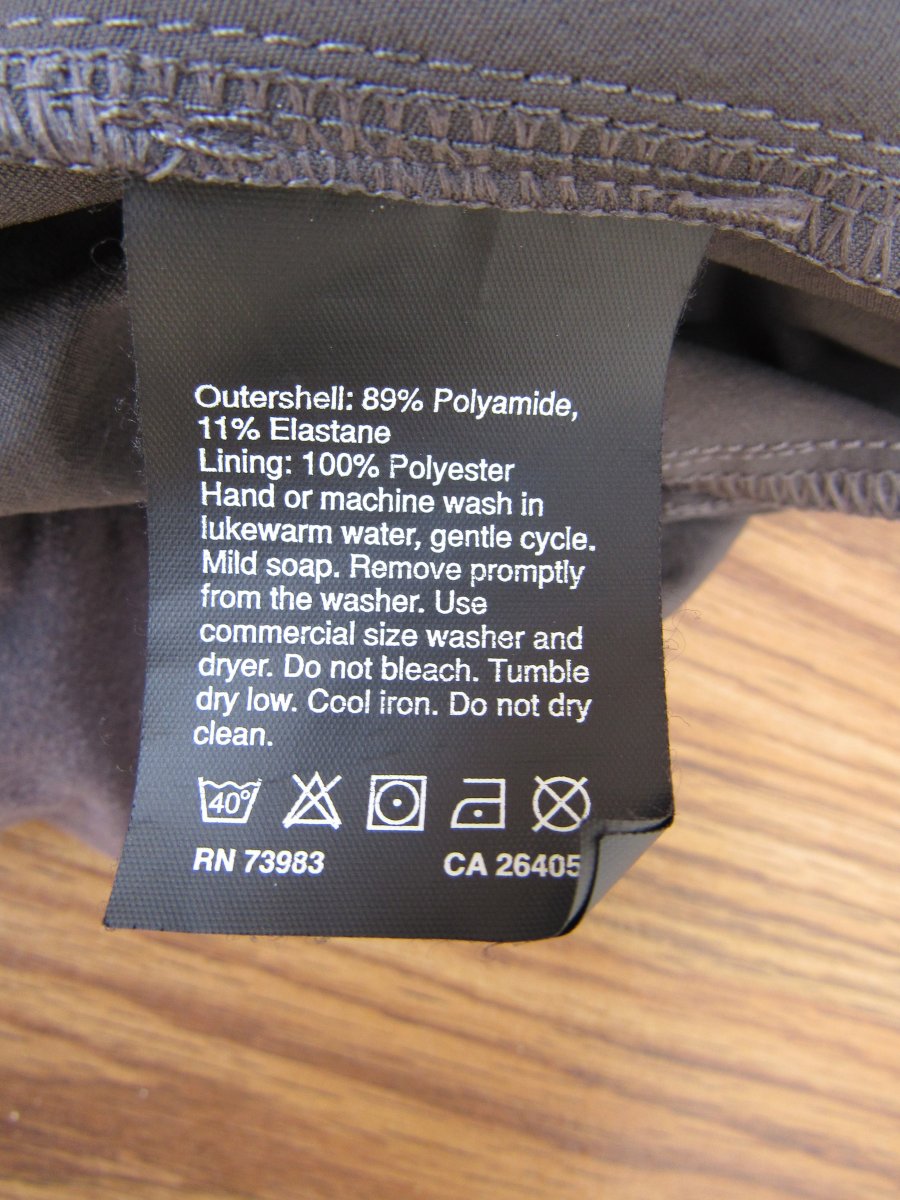 Outershell: 89% Polyamide,
11% Elastane
Lining: 100% Polyester
Hand or machine wash in
lukewarm water, gentle cycle.
Mild soap. Remove promptly
from the washer. Use
commercial size washer and
dryer. Do not bleach. Tumble
dry low. Cool iron. Do not dry
clean.
40°
RN 73983 CA 26405